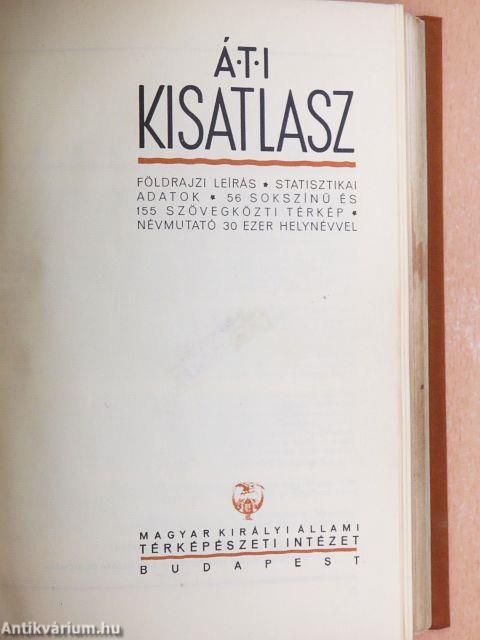 Á·T·I
KISATLASZ
FÖLDRAJZI LEÍRÁS ★ STATISZTIKAI
ADATOK ★ 56 SOKSZÍNŰ ÉS
155 SZÖVEGKÖZTI TÉRKÉP ★
NÉVMUTATÓ 30 EZER HELYNÉVVEL
MAGYAR KIRÁLYI ÁLLAMI
TÉRKÉPÉSZETI INTÉZET
BUDAPEST
Antikvárium.hu